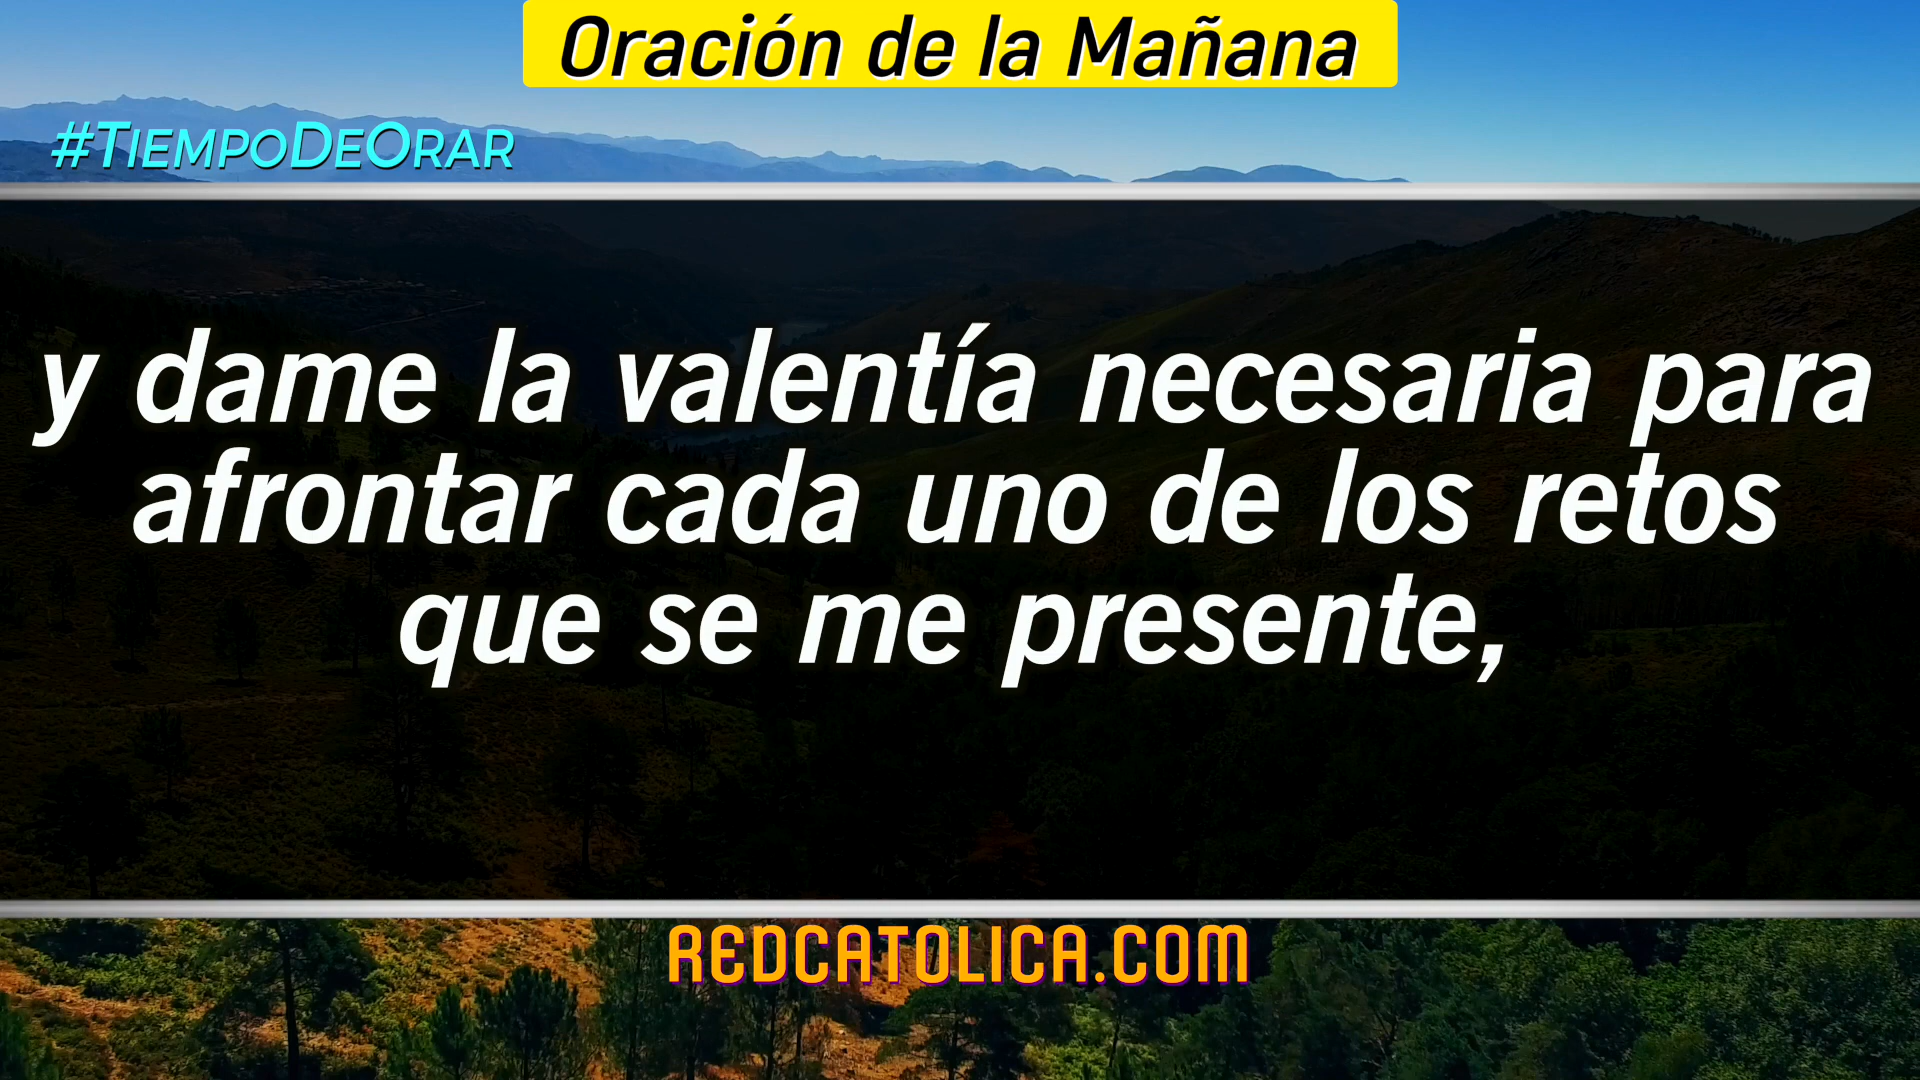 Oración de la Mañana
#TiempoDeOrar
y dame la valentía necesaria para
afrontar cada uno de los retos
que se me presente,
REDCATOLICA.COM